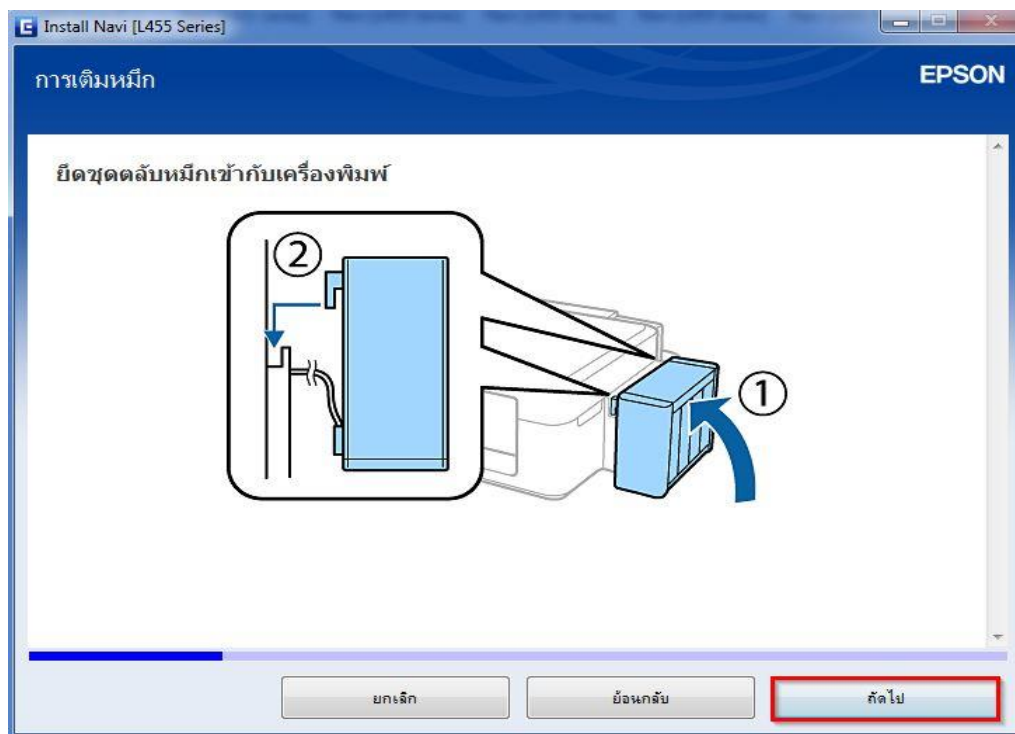 Install Navi [L455 Series]
การเติมหมึก
EPSON
ยึดชุดตลับหมึกเข้ากับเครื่องพิมพ์
②
①
ยกเลิก
ย้อนกลับ
ถัดไป